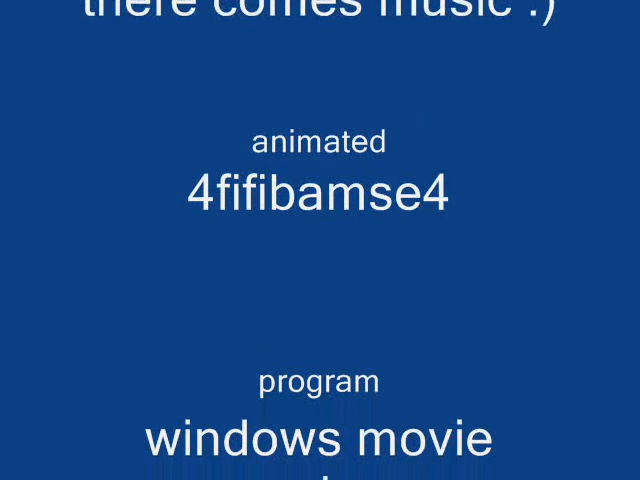 there comes music :)
animated
4fifibamse4
program
windows movie